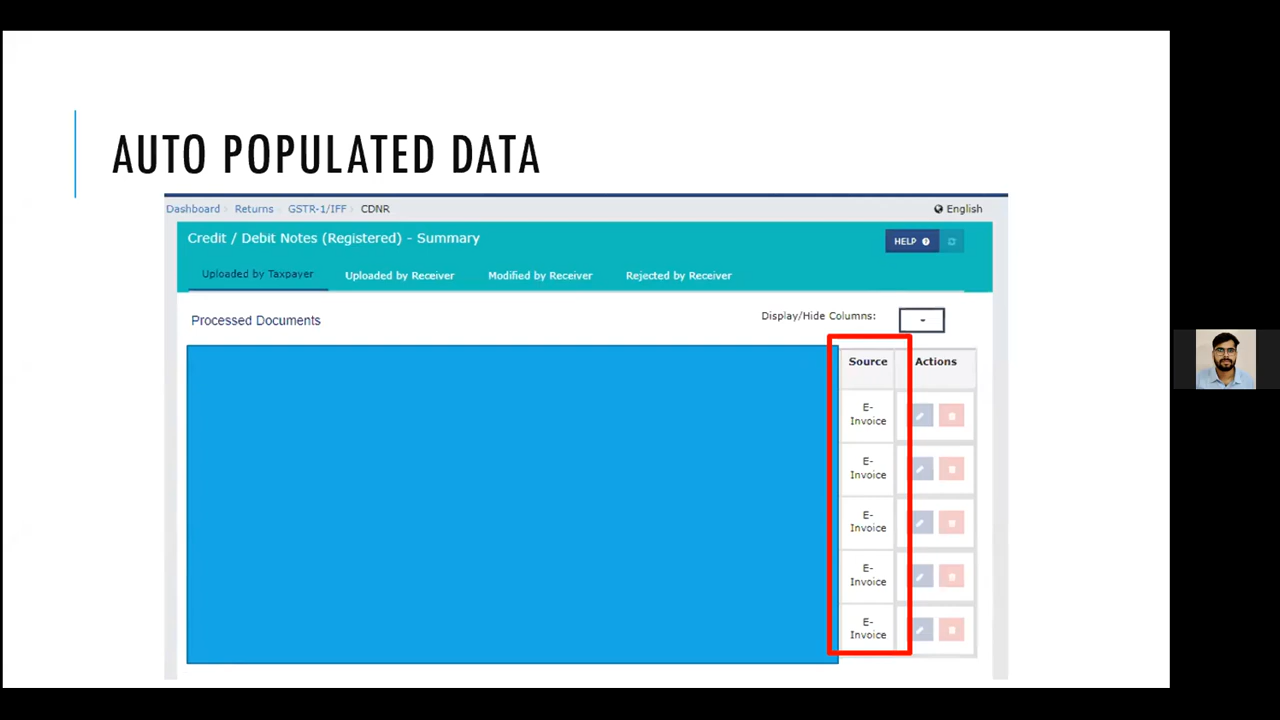 AUTO POPULATED DATA
Dashboard Returns GSTR-1/IFF CDNR
English
Credit / Debit Notes (Registered) - Summary
HELP
Uploaded by Taxpayer Uploaded by Receiver Modified by Receiver Rejected by Receiver
Processed Documents
Display/Hide Columns:
Source Actions
E-
Invoice
E-
Invoice
E-
Invoice
E-
Invoice
E-
Invoice